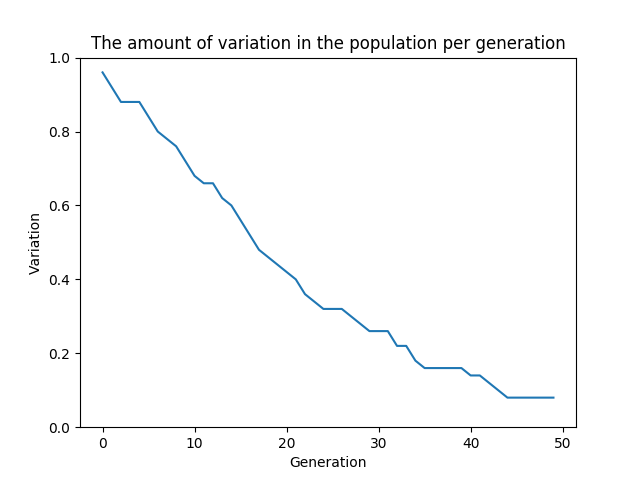 The amount of variation in the population per generation
1.0
0.8
0.6
0.4
0.2
0.0
Variation
0 10 20 30 40 50
Generation